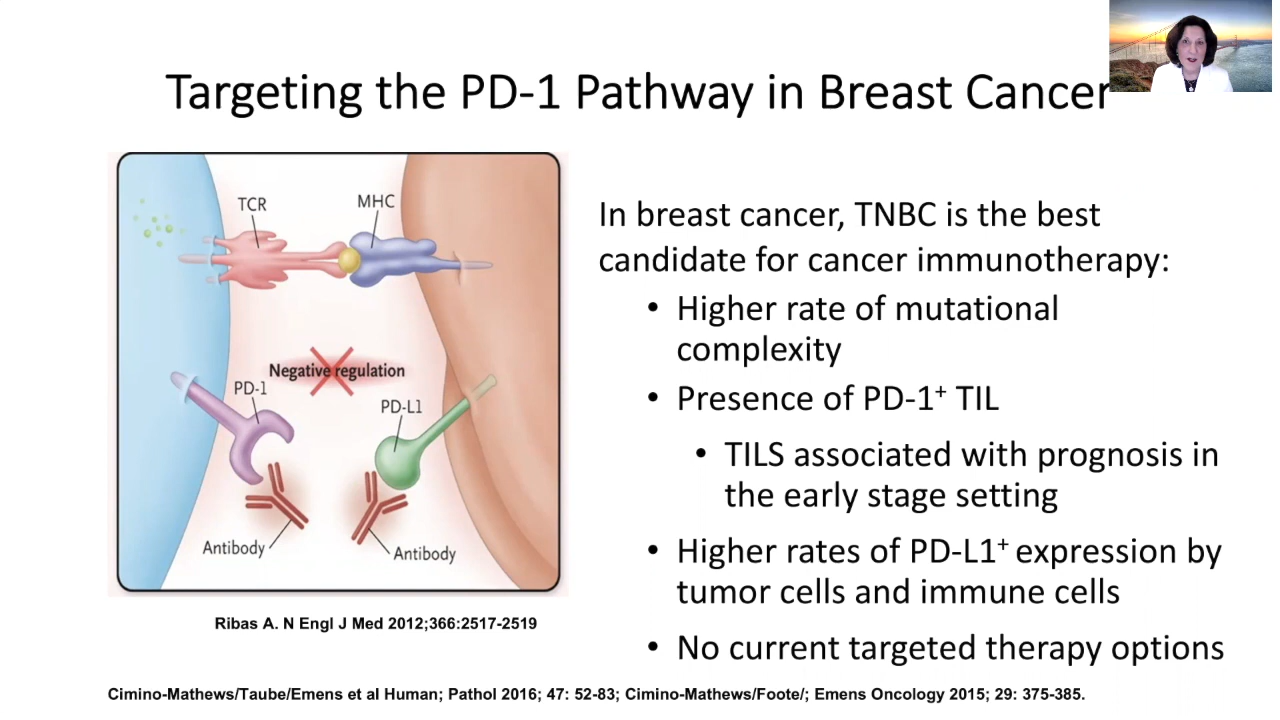 Targeting the PD-1 Pathway in Breast Cancer
TCR
MHC
Negative regulation
PD-1
PD-L1
Antibody
Antibody
Ribas A. N Engl J Med 2012;366:2517-2519
In breast cancer, TNBC is the best
candidate for cancer immunotherapy:
• Higher rate of mutational
complexity
• Presence of PD-1⁺ TIL
• TILS associated with prognosis in
the early stage setting
• Higher rates of PD-L1⁺ expression by
tumor cells and immune cells
• No current targeted therapy options
Cimino-Mathews/Taube/Emens et al Human; Pathol 2016; 47: 52-83; Cimino-Mathews/Foote/; Emens Oncology 2015; 29: 375-385.